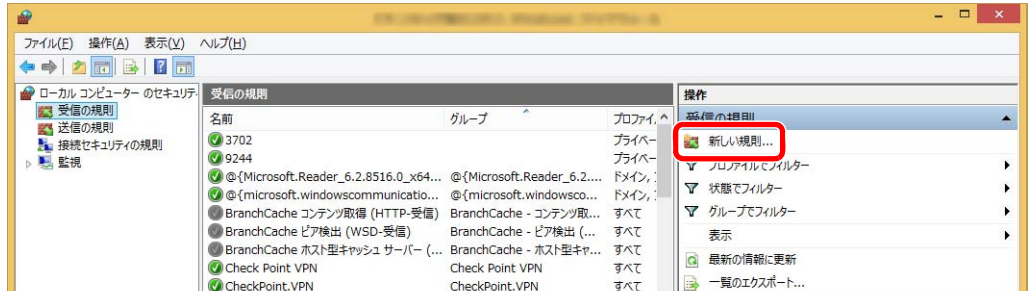 ファイル(F) 操作(A) 表示(V) ヘルプ(H)
ローカル コンピューター のセキュリテ
受信の規則
送信の規則
接続セキュリティの規則
監視
受信の規則
名前 グループ プロファイ
3702 プライベー
9244 プライベー
@{Microsoft.Reader_6.2.8516.0_x64... @{Microsoft.Reader_6.2.... ドメイン,
@{microsoft.windowscommunicatio... @{microsoft.windowsco... ドメイン,
BranchCache コンテンツ取得 (HTTP-受信) BranchCache - コンテンツ取... すべて
BranchCache ピア検出 (WSD-受信) BranchCache - ピア検出 (... すべて
BranchCache ホスト型キャッシュ サーバー (... BranchCache - ホスト型キャ... すべて
Check Point VPN Check Point VPN すべて
CheckPoint.VPN CheckPoint.VPN すべて
操作
受信の規則
新しい規則...
プロファイルでフィルター
状態でフィルター
グループでフィルター
表示
最新の情報に更新
一覧のエクスポート...